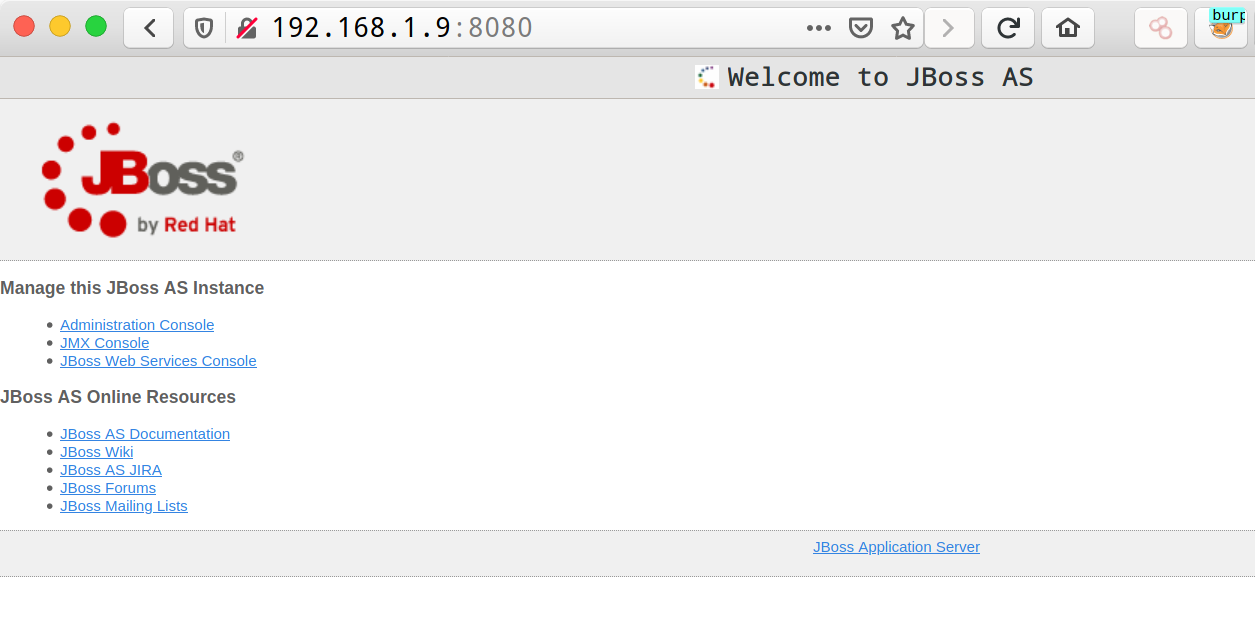 192.168.1.9:8080
burp
Welcome to JBoss AS
JBoss®
by Red Hat
Manage this JBoss AS Instance
Administration Console
JMX Console
JBoss Web Services Console
JBoss AS Online Resources
JBoss AS Documentation
JBoss Wiki
JBoss AS JIRA
JBoss Forums
JBoss Mailing Lists
JBoss Application Server